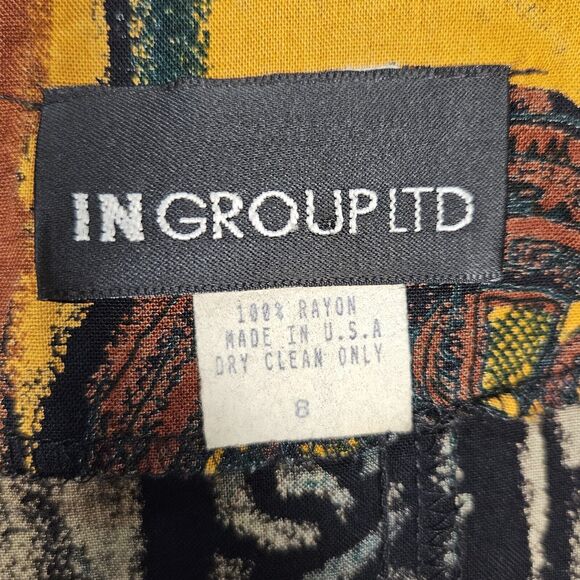 IN GROUP LTD
100% RAYON
MADE IN U.S.A
DRY CLEAN ONLY
8